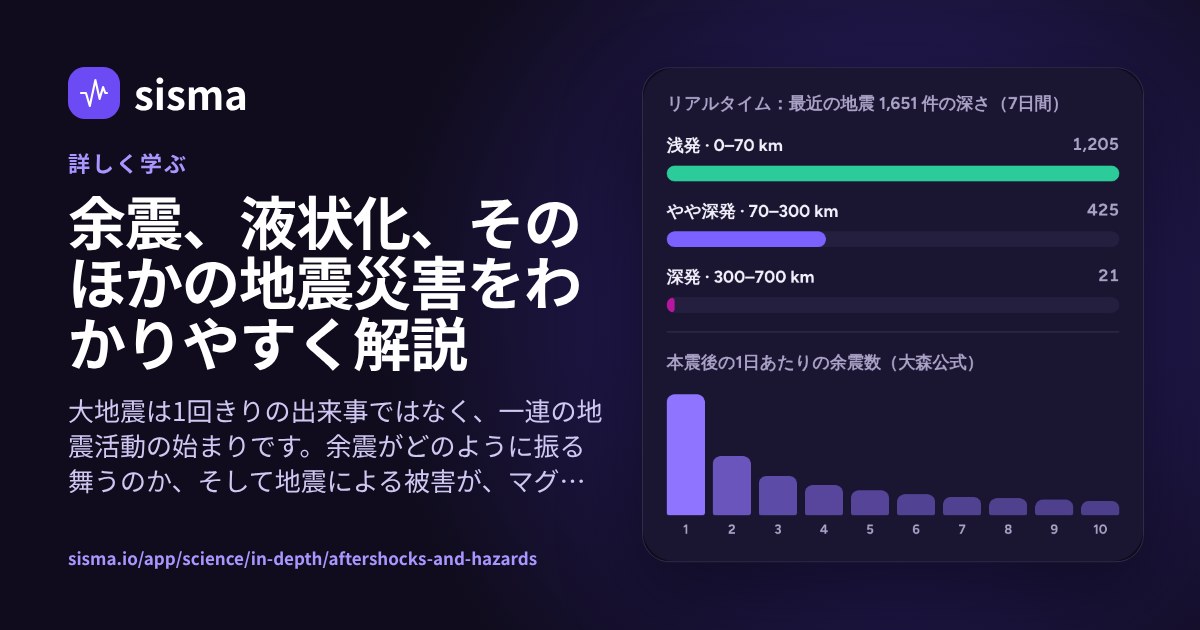 sisma
詳しく学ぶ
余震、液状化、その
ほかの地震災害をわ
かりやすく解説
大地震は1回きりの出来事ではなく、一連の地
震活動の始まりです。余震がどのように振る
舞うのか、そして地震による被害が、マグ…
sisma.io/app/science/in-depth/aftershocks-and-hazards
リアルタイム：最近の地震 1,651 件の深さ（7日間）
浅発 · 0–70 km 1,205
やや深発 · 70–300 km 425
深発 · 300–700 km 21
本震後の1日あたりの余震数（大森公式）
1 2 3 4 5 6 7 8 9 10